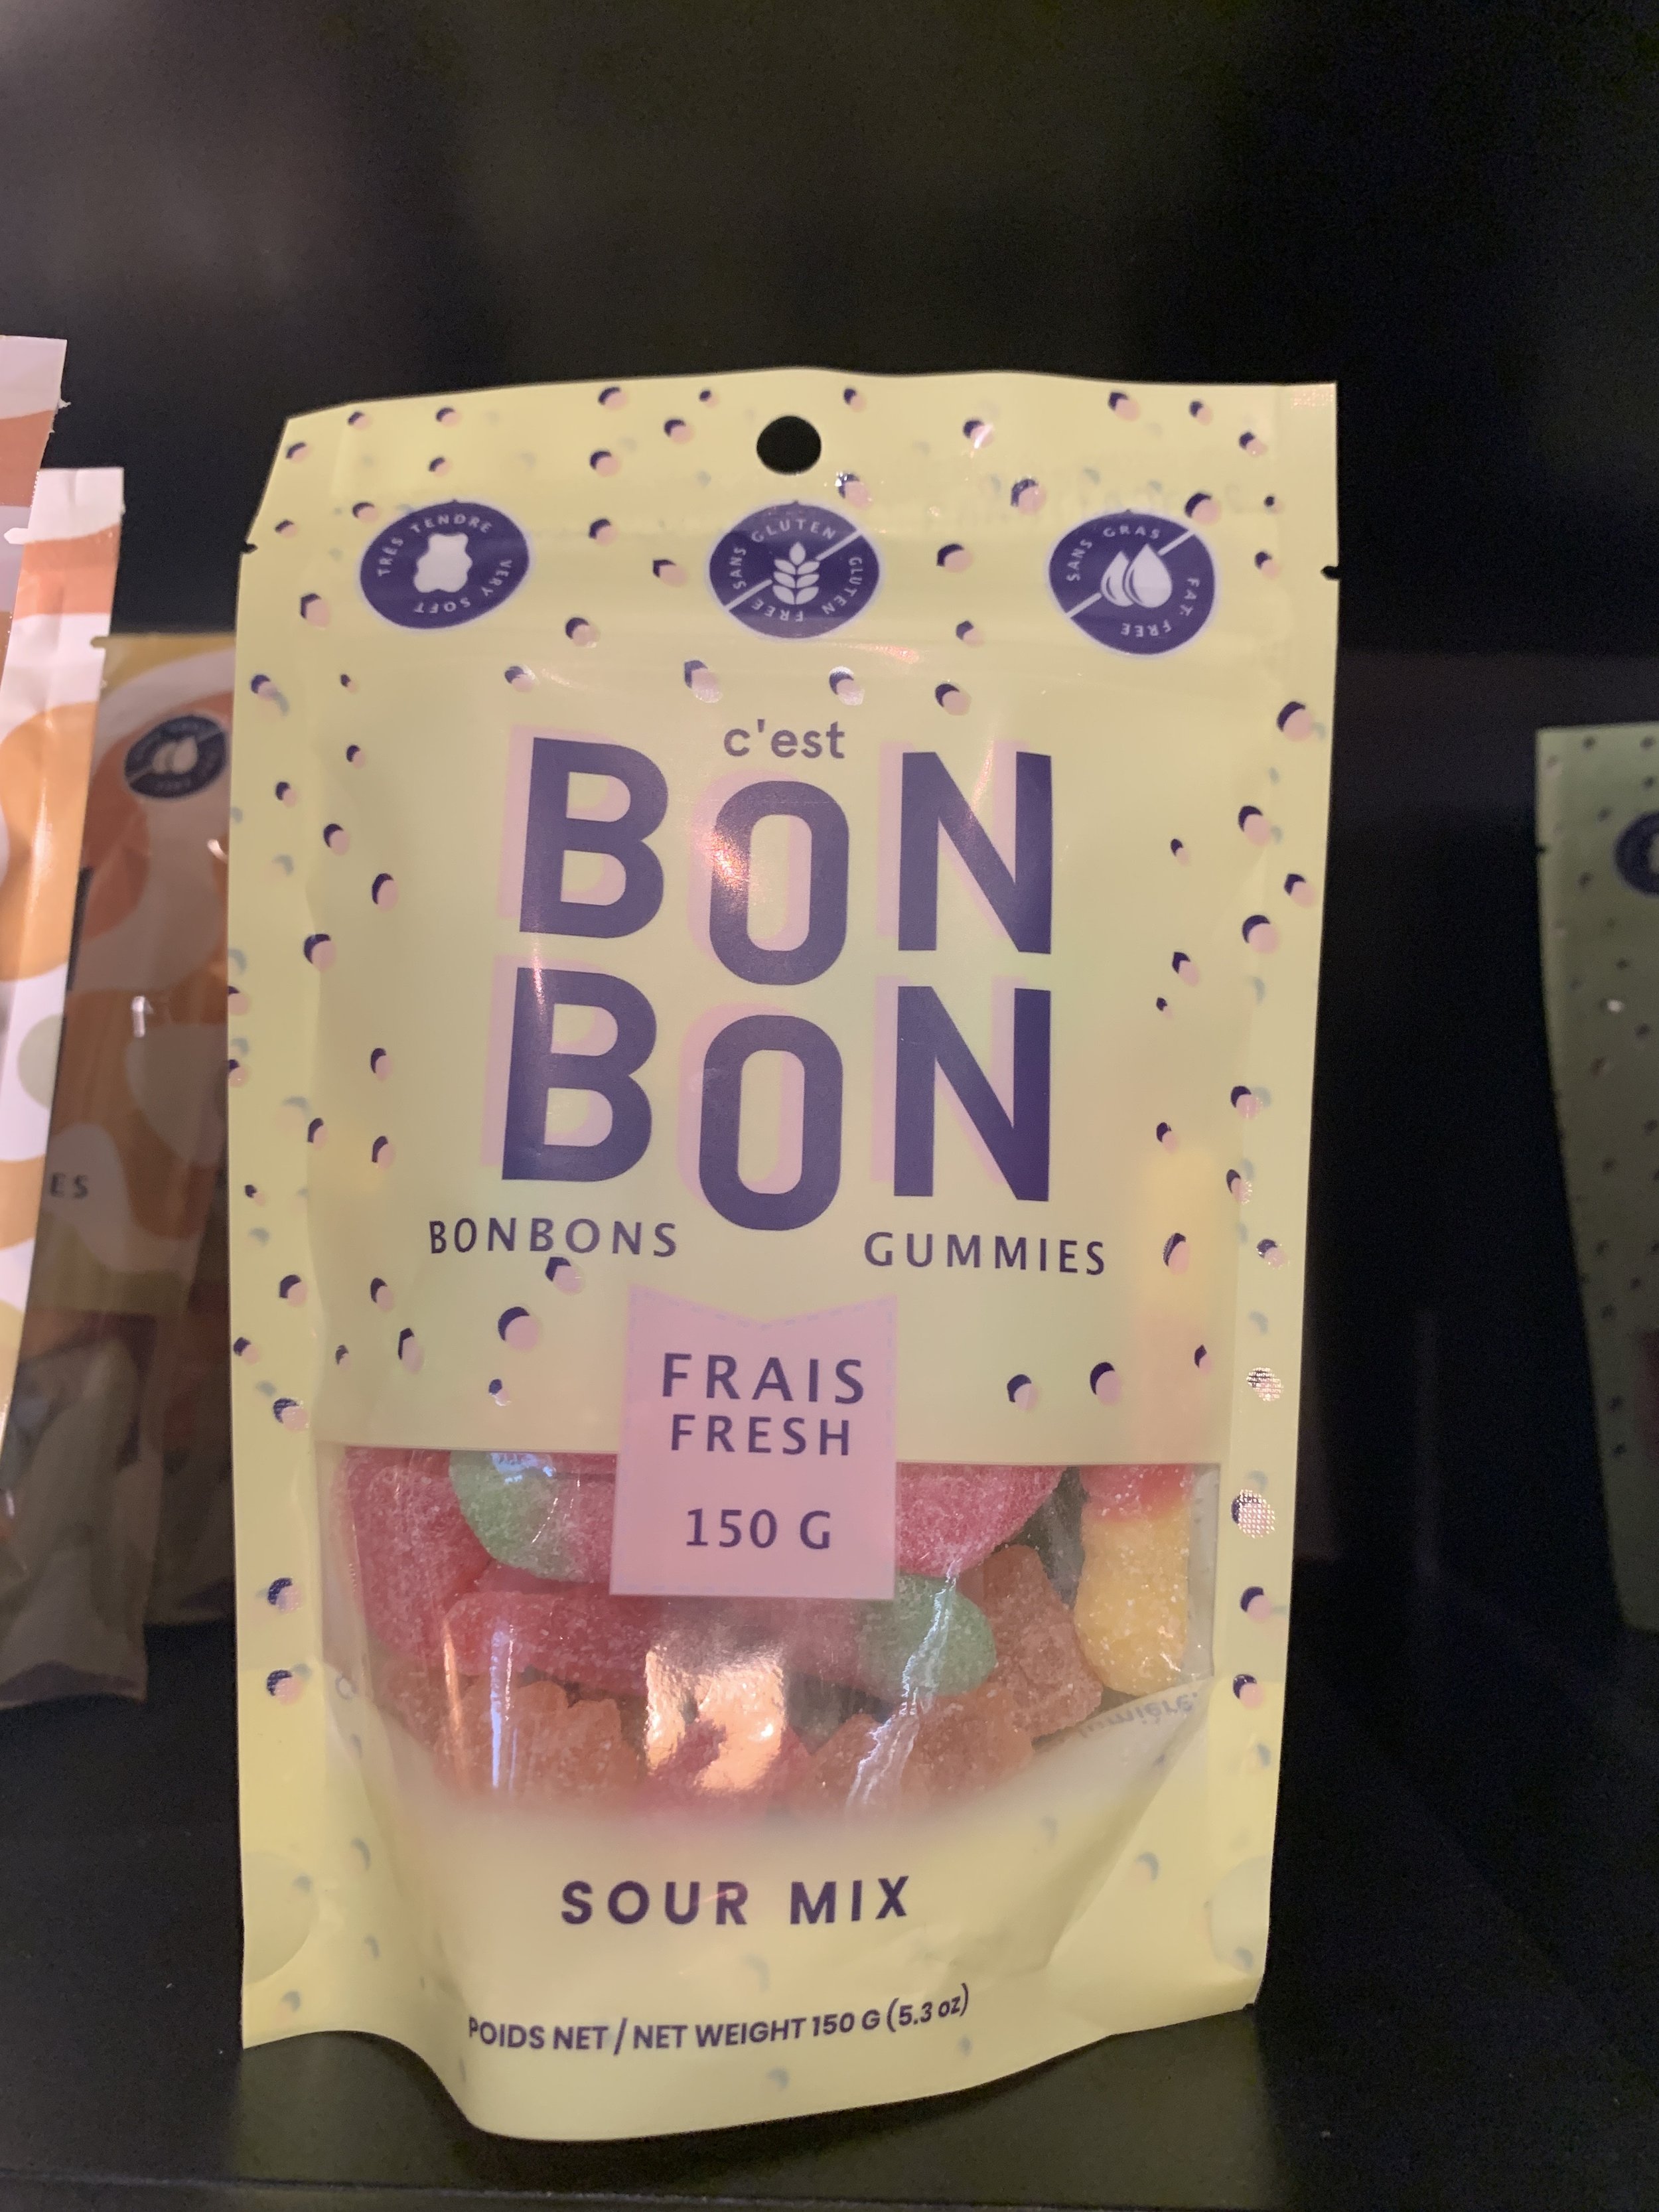 TRÈS TENDRE
VERY SOFT
SANS GLUTEN
GLUTEN FREE
SANS GRAS
FAT-FREE
c'est
BON
BON
BONBONS GUMMIES
FRAIS
FRESH
150 G
SOUR MIX
POIDS NET / NET WEIGHT 150 G (5.3 oz)
ES